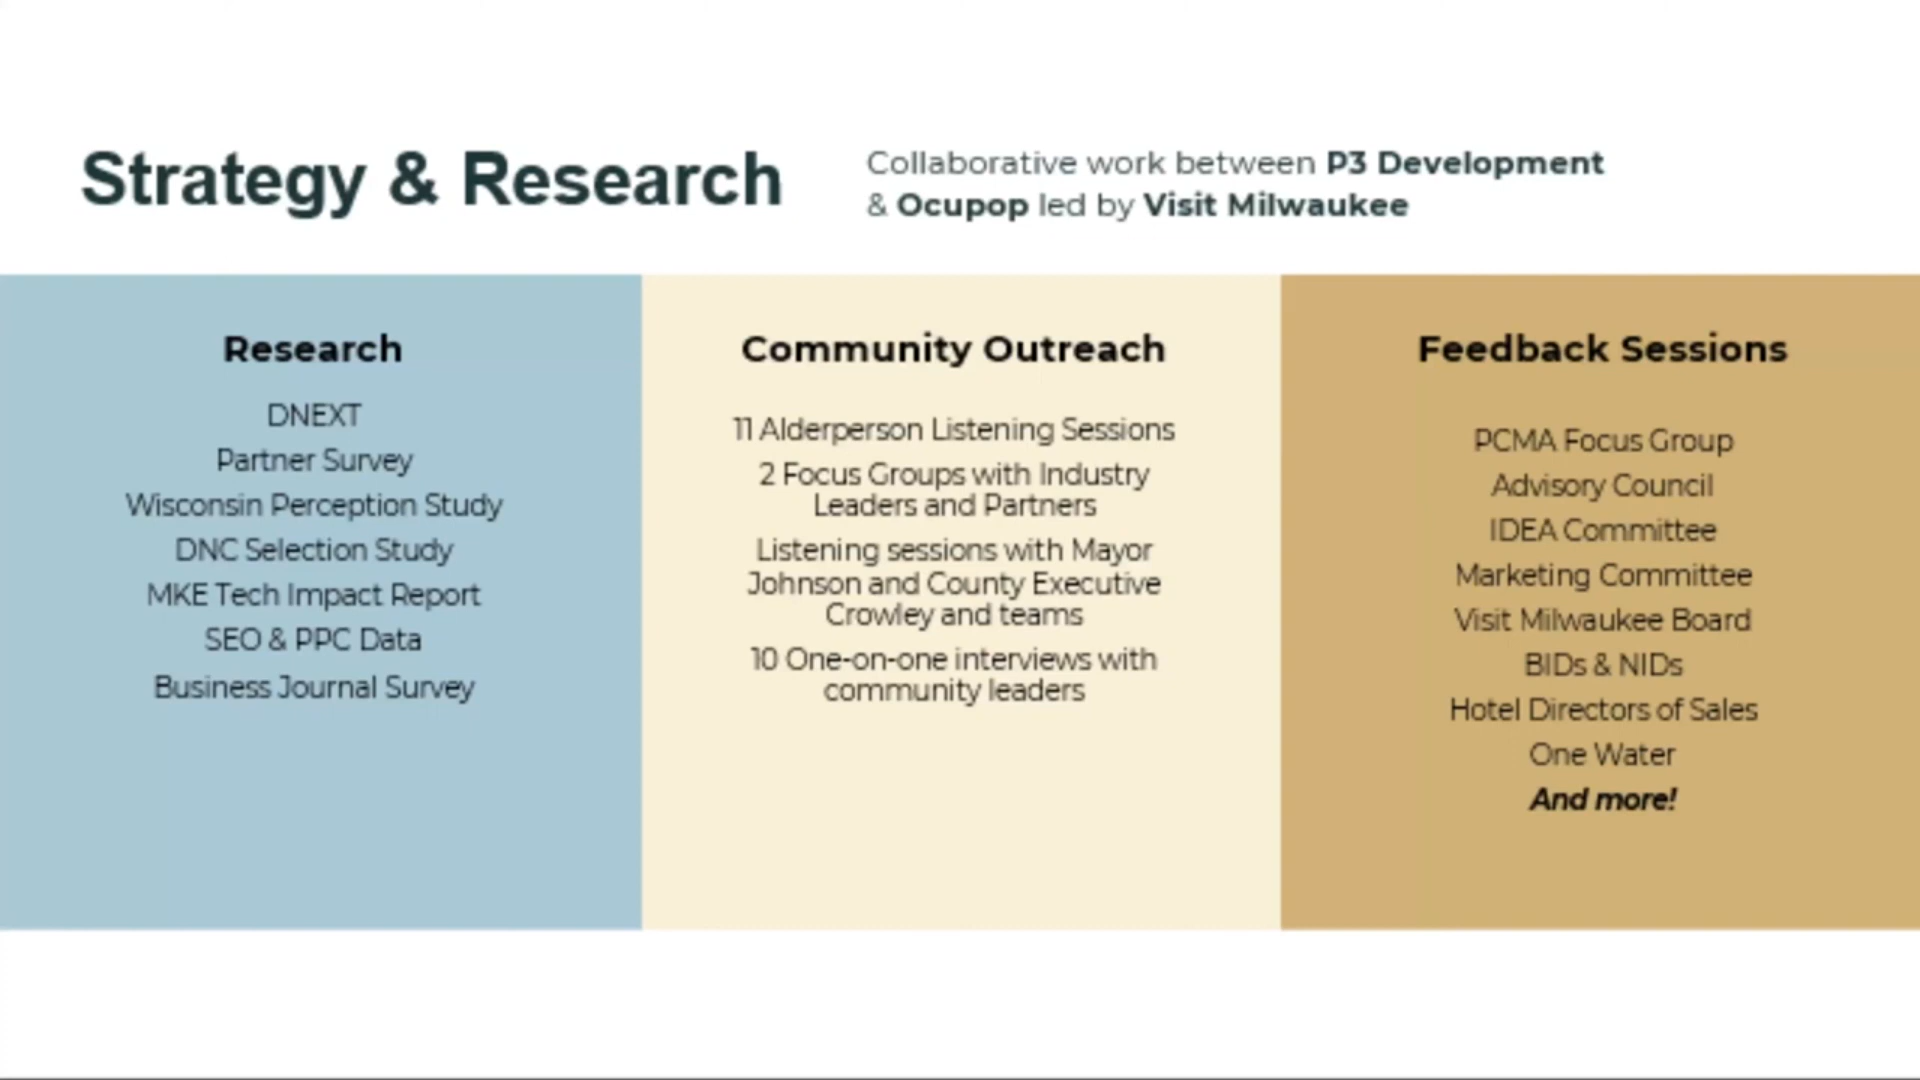 Strategy & Research
Collaborative work between P3 Development
& Ocupop led by Visit Milwaukee
Research
DNEXT
Partner Survey
Wisconsin Perception Study
DNC Selection Study
MKE Tech Impact Report
SEO & PPC Data
Business Journal Survey
Community Outreach
11 Alderperson Listening Sessions
2 Focus Groups with Industry
Leaders and Partners
Listening sessions with Mayor
Johnson and County Executive
Crowley and teams
10 One-on-one interviews with
community leaders
Feedback Sessions
PCMA Focus Group
Advisory Council
IDEA Committee
Marketing Committee
Visit Milwaukee Board
BIDs & NIDs
Hotel Directors of Sales
One Water
And more!